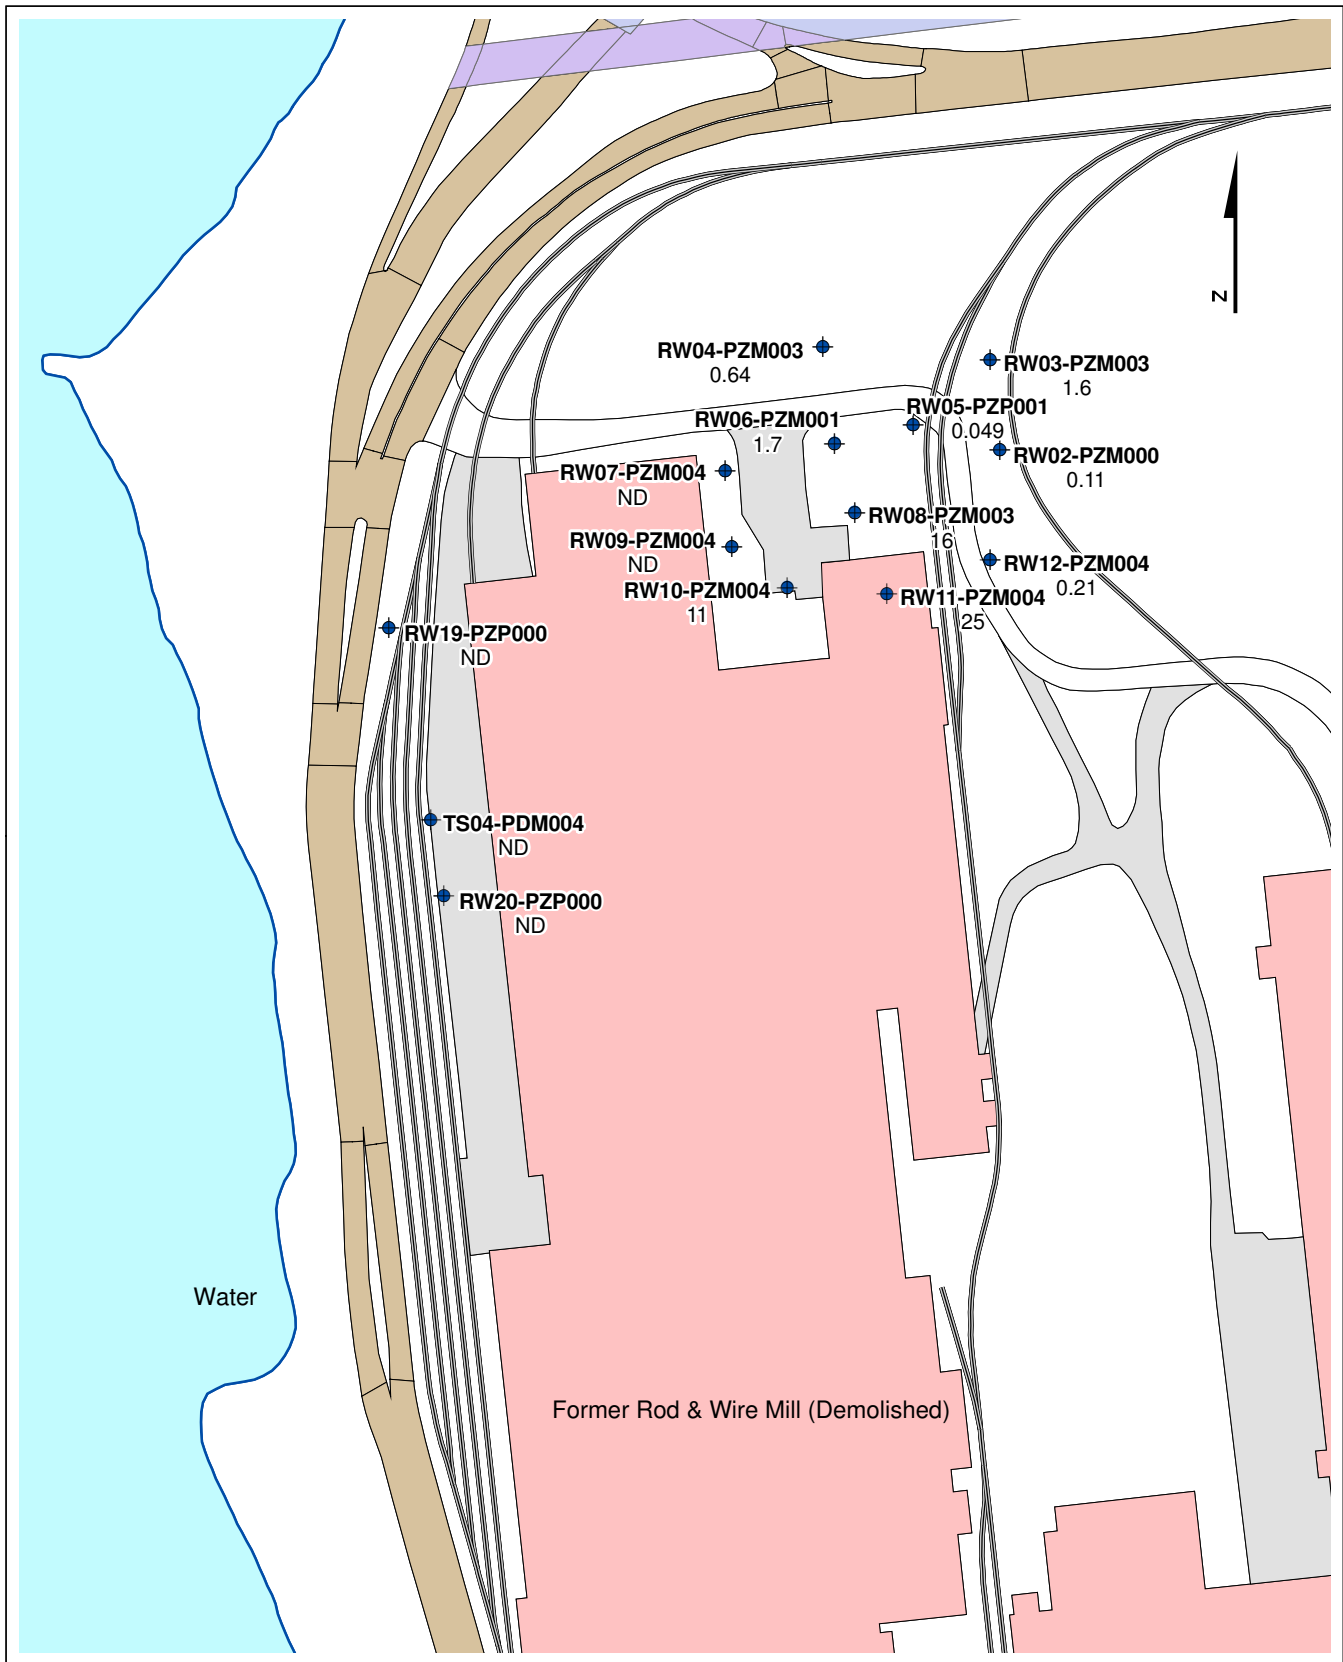 N
RW04-PZM003
0.64
RW03-PZM003
1.6
RW05-PZP001
0.049
RW06-PZM001
1.7
RW02-PZM000
0.11
RW07-PZM004
ND
RW08-PZM003
16
RW09-PZM004
ND
RW12-PZM004
0.21
RW10-PZM004
11
RW11-PZM004
25
RW19-PZP000
ND
TS04-PDM004
ND
RW20-PZP000
ND
Water
Former Rod & Wire Mill (Demolished)